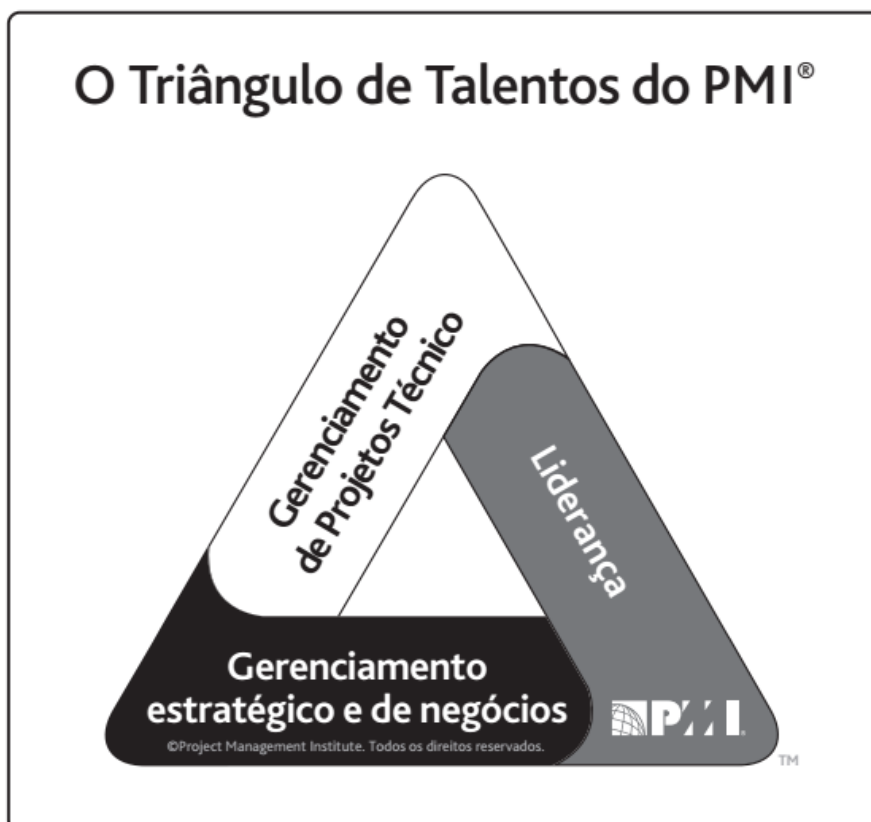 O Triângulo de Talentos do PMI®
Gerenciamento
de Projetos Técnico
Liderança
Gerenciamento
estratégico e de negócios
©Project Management Institute. Todos os direitos reservados.
PMI
TM